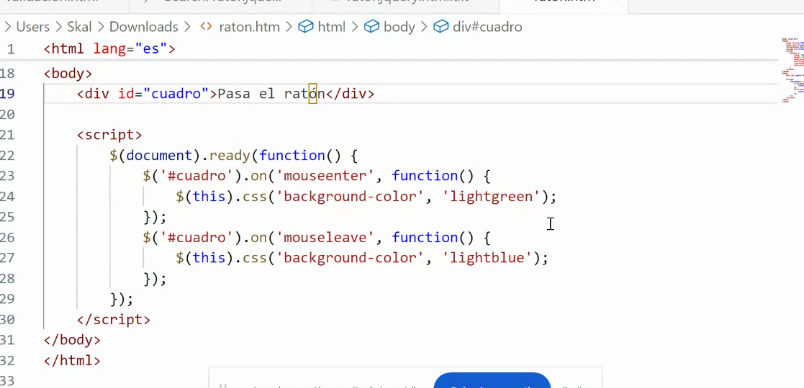 Users > Skal > Downloads > <> raton.htm > html > body > div#cuadro
1 <html lang="es">
18 <body>
19 <div id="cuadro">Pasa el ratón</div>
20
21 <script>
22 $(document).ready(function() {
23 $('#cuadro').on('mouseenter', function() {
24 $(this).css('background-color', 'lightgreen');
25 });
26 $('#cuadro').on('mouseleave', function() {
27 $(this).css('background-color', 'lightblue');
28 });
29 });
30 </script>
31 </body>
32 </html>
33